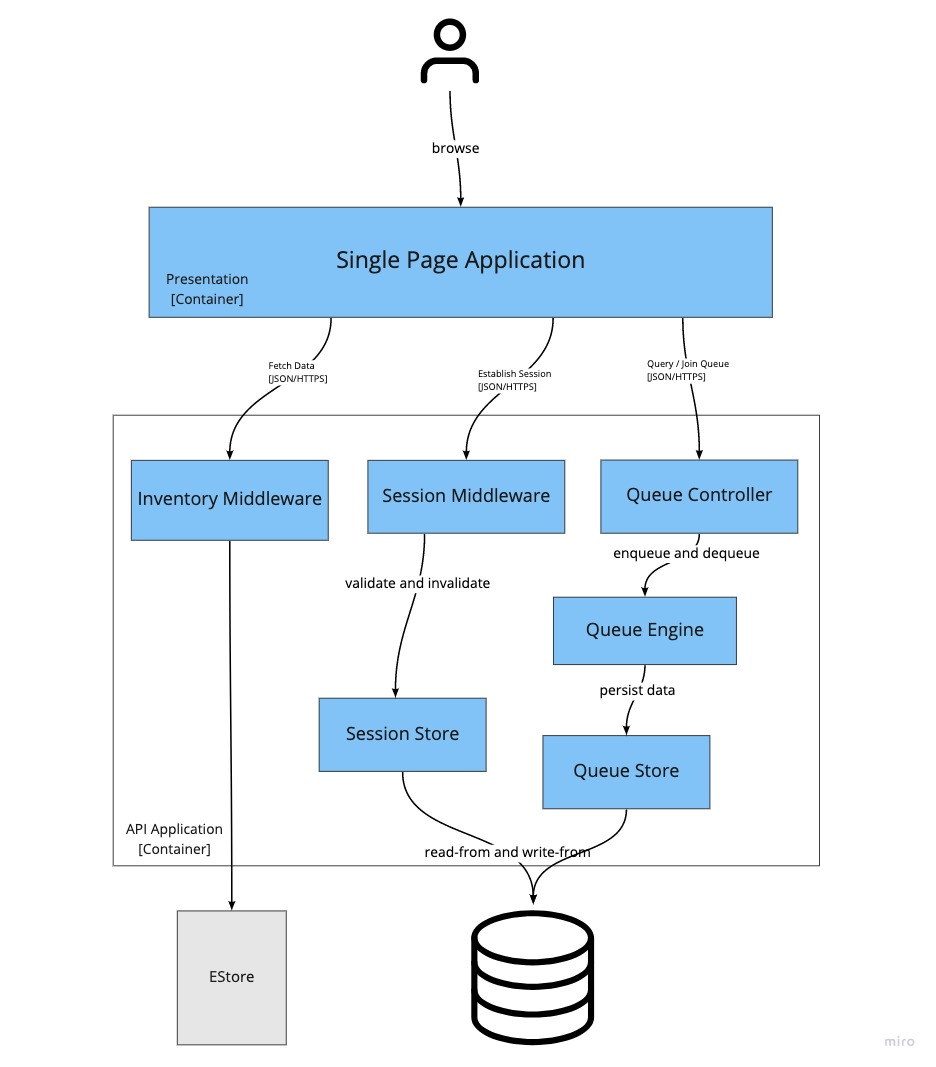 browse
Single Page Application
Presentation
[Container]
Fetch Data
[JSON/HTTPS]
Establish Session
[JSON/HTTPS]
Query / Join Queue
[JSON/HTTPS]
Inventory Middleware
Session Middleware
Queue Controller
enqueue and dequeue
validate and invalidate
Queue Engine
persist data
Session Store
Queue Store
API Application
[Container]
read-from and write-from
EStore
miro